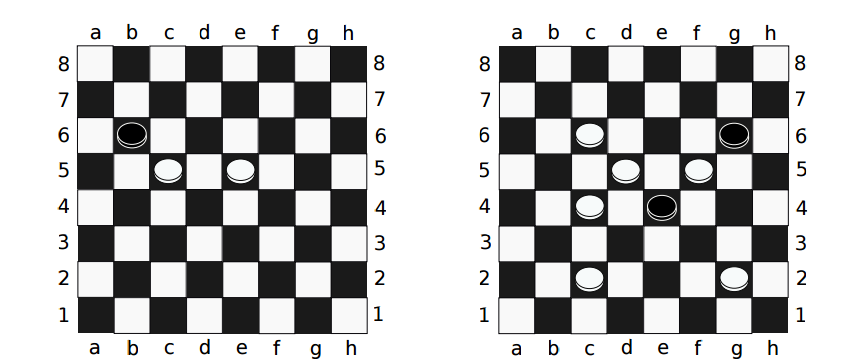 a b c d e f g h a b c d e f g h
8 8 8 8
7 7 7 7
6 6 6 6
5 5 5 5
4 4 4 4
3 3 3 3
2 2 2 2
1 1 1 1
a b c d e f g h a b c d e f g h